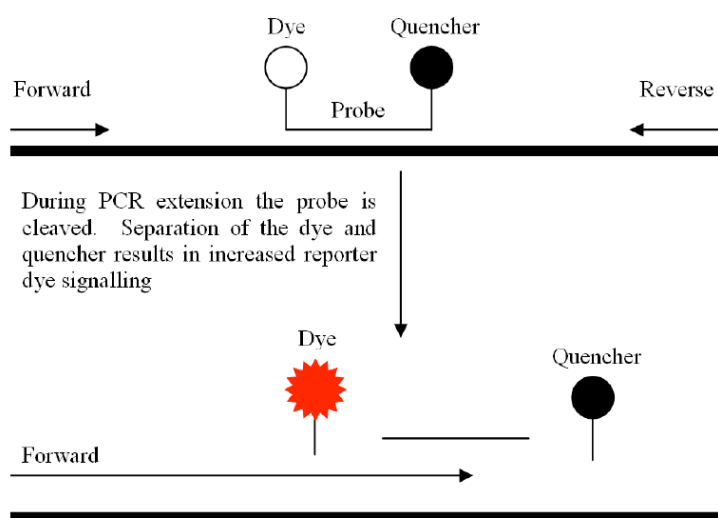 Dye Quencher
Forward Probe Reverse
During PCR extension the probe is
cleaved. Separation of the dye and
quencher results in increased reporter
dye signalling
Dye
Quencher
Forward